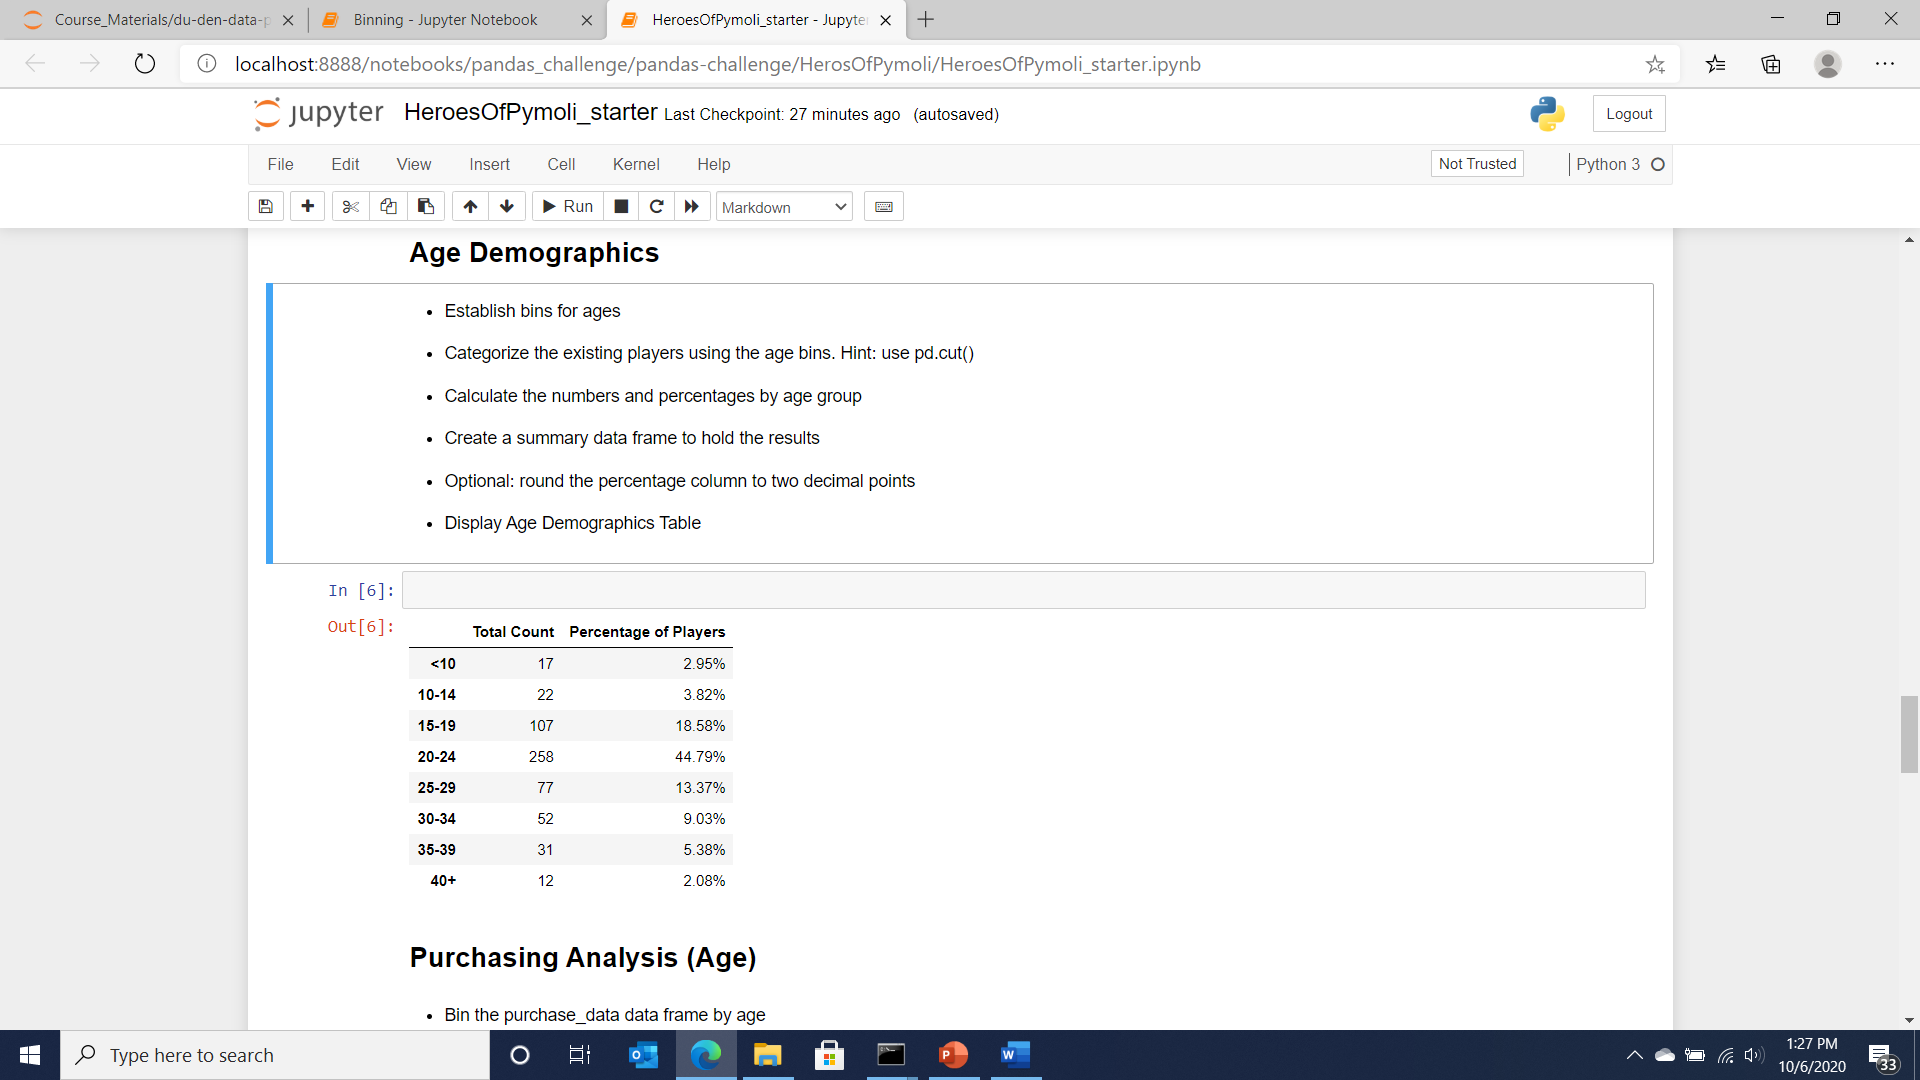 Course_Materials/du-den-data-p
Binning - Jupyter Notebook
HeroesOfPymoli_starter - Jupyte
localhost:8888/notebooks/pandas_challenge/pandas-challenge/HerosOfPymoli/HeroesOfPymoli_starter.ipynb
jupyter HeroesOfPymoli_starter Last Checkpoint: 27 minutes ago (autosaved)
Logout
File Edit View Insert Cell Kernel Help
Not Trusted
Python 3
Run
Markdown
Age Demographics
• Establish bins for ages
• Categorize the existing players using the age bins. Hint: use pd.cut()
• Calculate the numbers and percentages by age group
• Create a summary data frame to hold the results
• Optional: round the percentage column to two decimal points
• Display Age Demographics Table
In [6]:
Out[6]:
Total Count Percentage of Players
<10 17 2.95%
10-14 22 3.82%
15-19 107 18.58%
20-24 258 44.79%
25-29 77 13.37%
30-34 52 9.03%
35-39 31 5.38%
40+ 12 2.08%
Purchasing Analysis (Age)
• Bin the purchase_data data frame by age
Type here to search
1:27 PM
10/6/2020
33